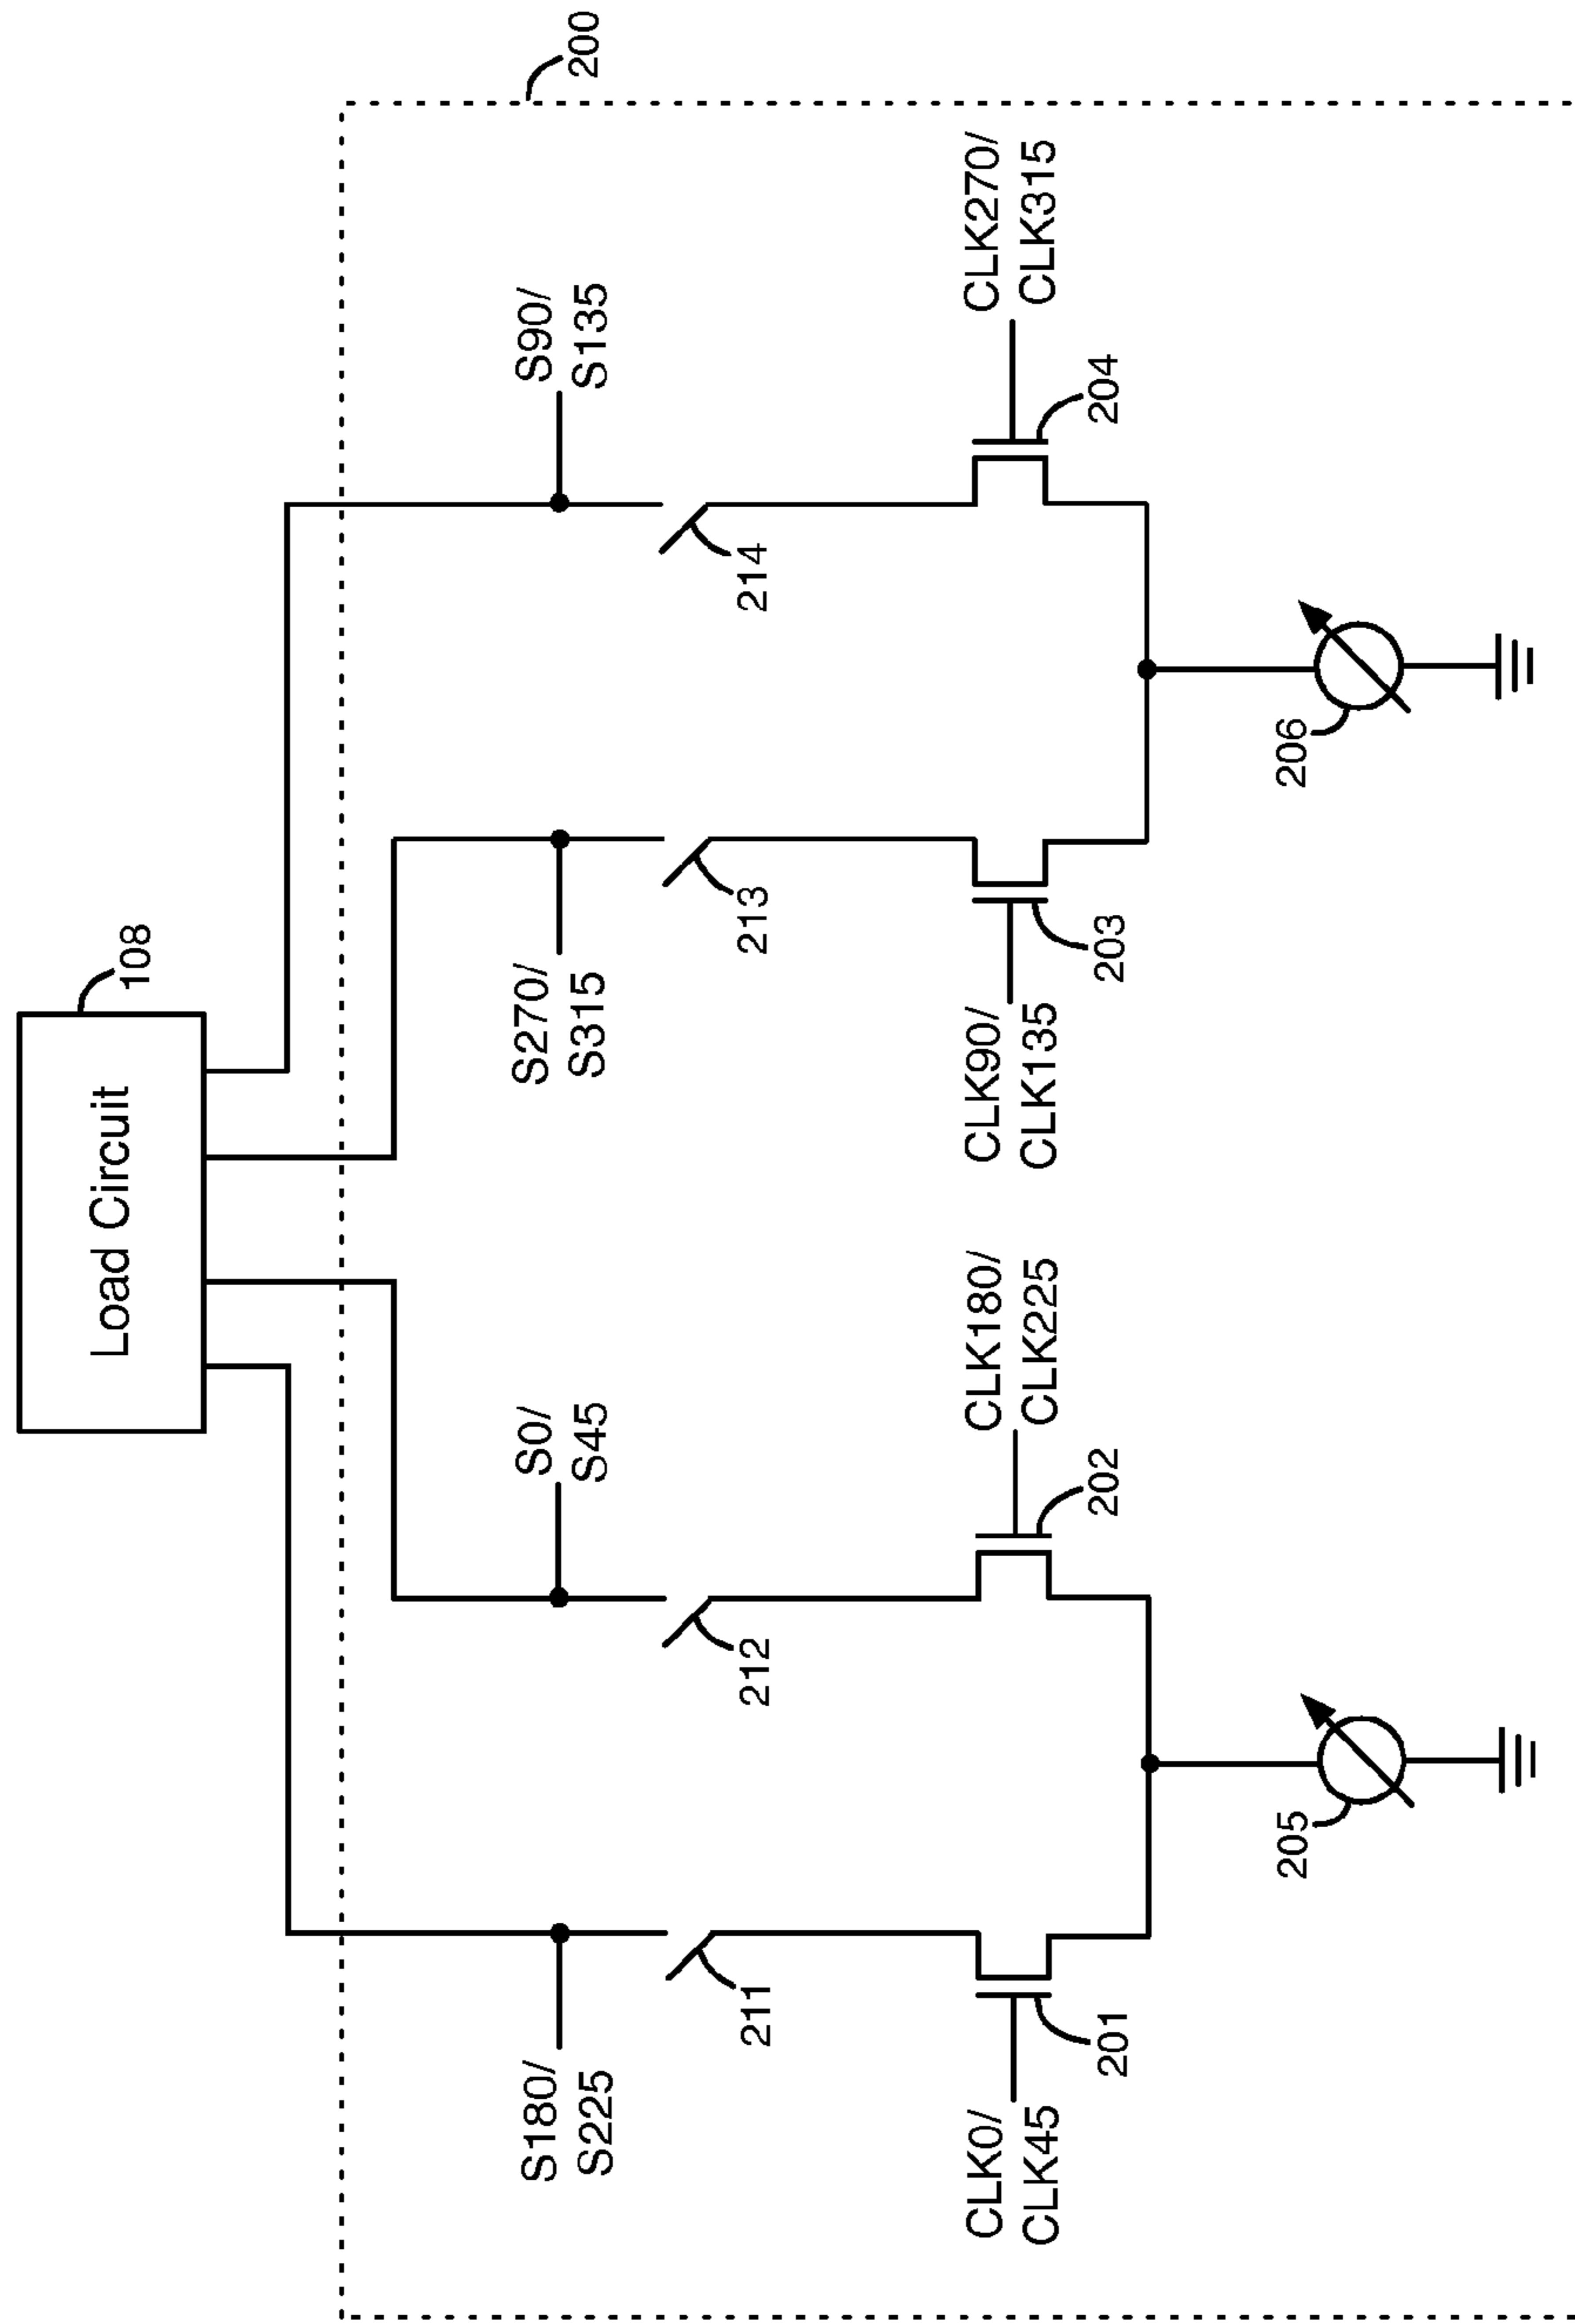 Load Circuit
108
200
S180/
S225
S0/
S45
S270/
S315
S90/
S135
211
212
213
214
CLK0/
CLK45
CLK180/
CLK225
CLK90/
CLK135
CLK270/
CLK315
201
202
203
204
205
206